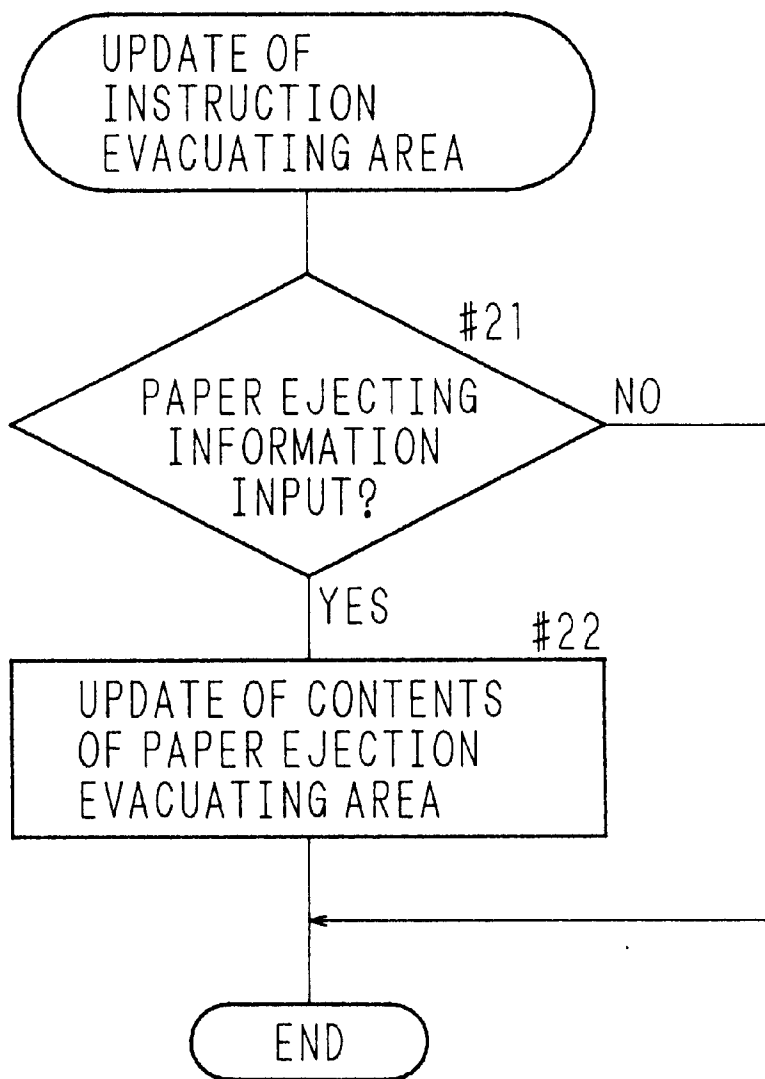 UPDATE OF
INSTRUCTION
EVACUATING AREA
#21
PAPER EJECTING
INFORMATION
INPUT?
NO
YES
#22
UPDATE OF CONTENTS
OF PAPER EJECTION
EVACUATING AREA
END